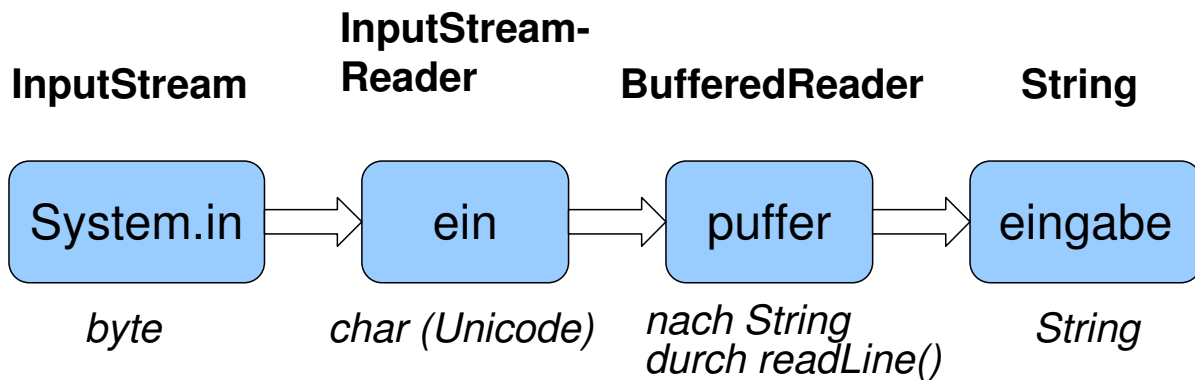 InputStream
InputStream-
Reader
BufferedReader
String
System.in
ein
puffer
eingabe
byte
char (Unicode)
nach String
durch readLine()
String